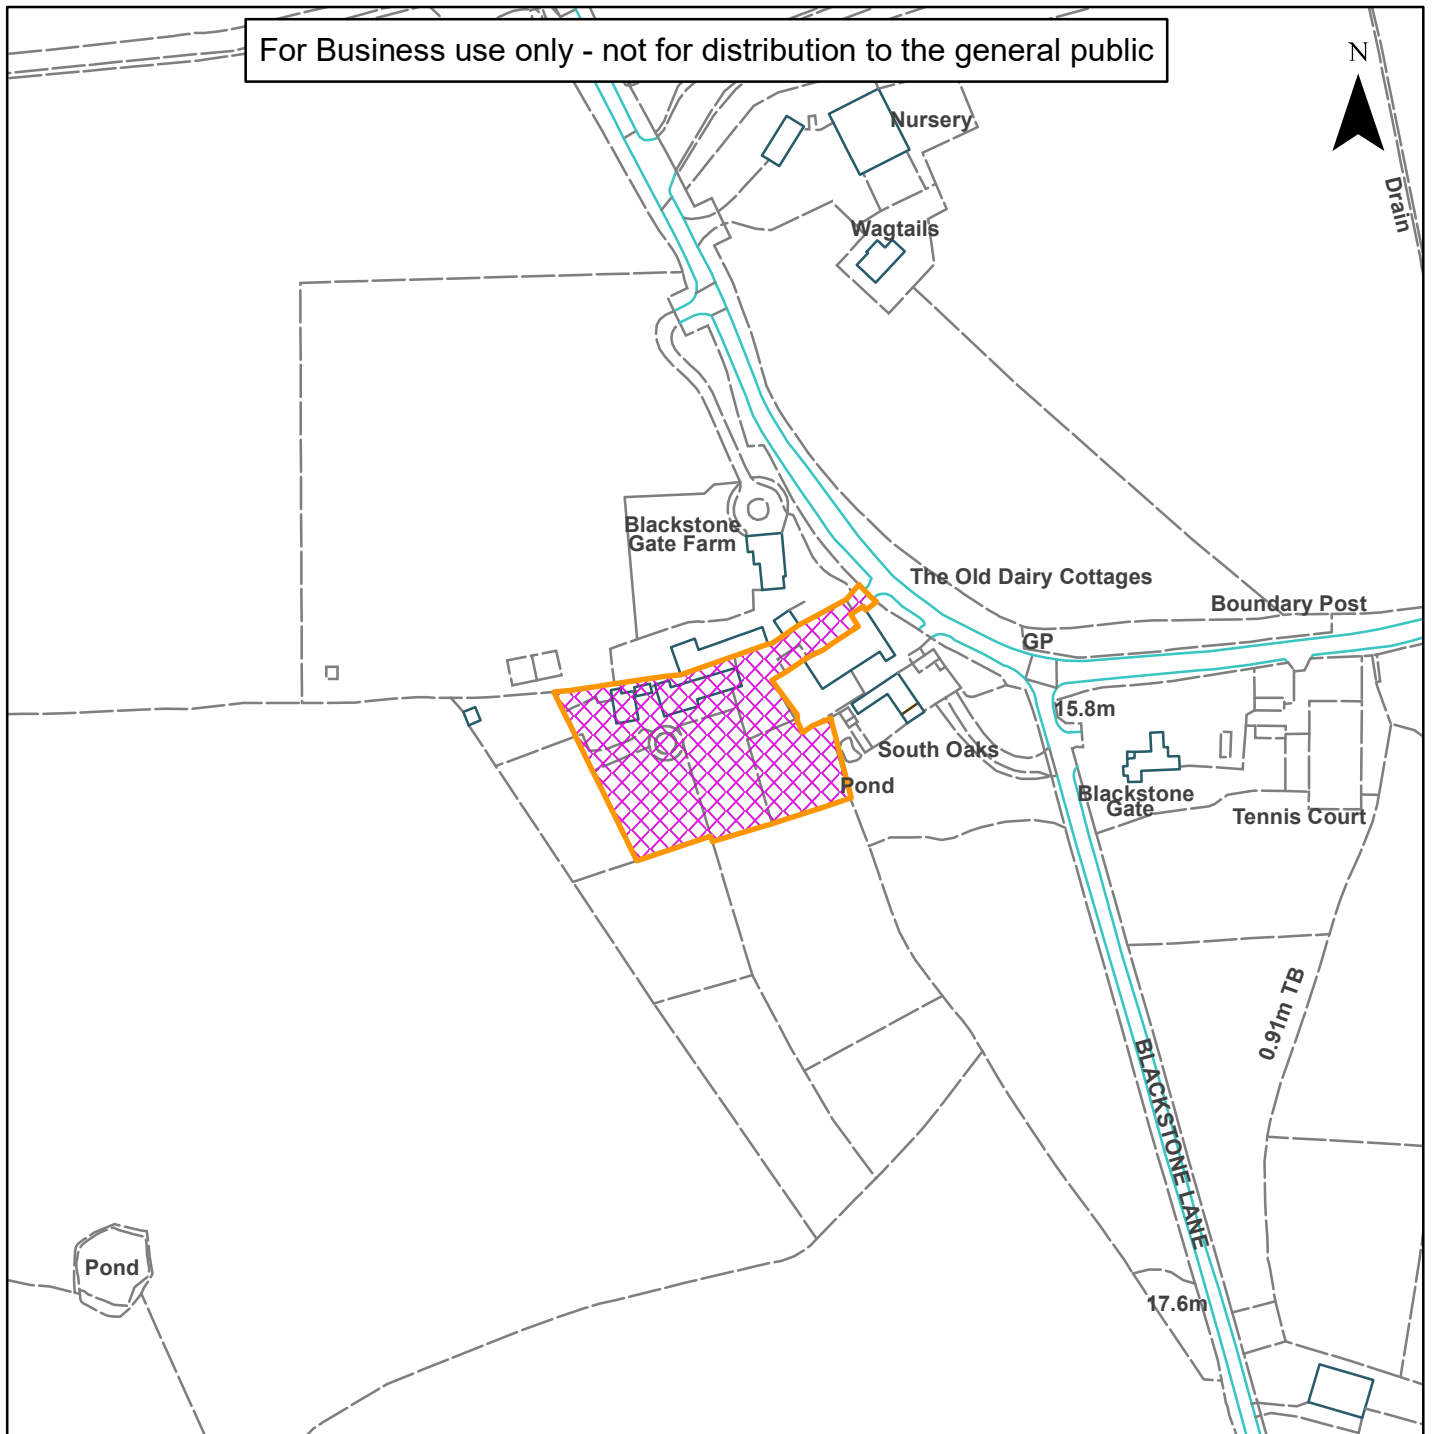 For Business use only - not for distribution to the general public
N
Nursery
Drain
Wagtails
Blackstone
Gate Farm
The Old Dairy Cottages
Boundary Post
GP
15.8m
South Oaks
Pond
Blackstone
Gate
Tennis Court
0.91m TB
BLACKSTONE LANE
Pond
17.6m